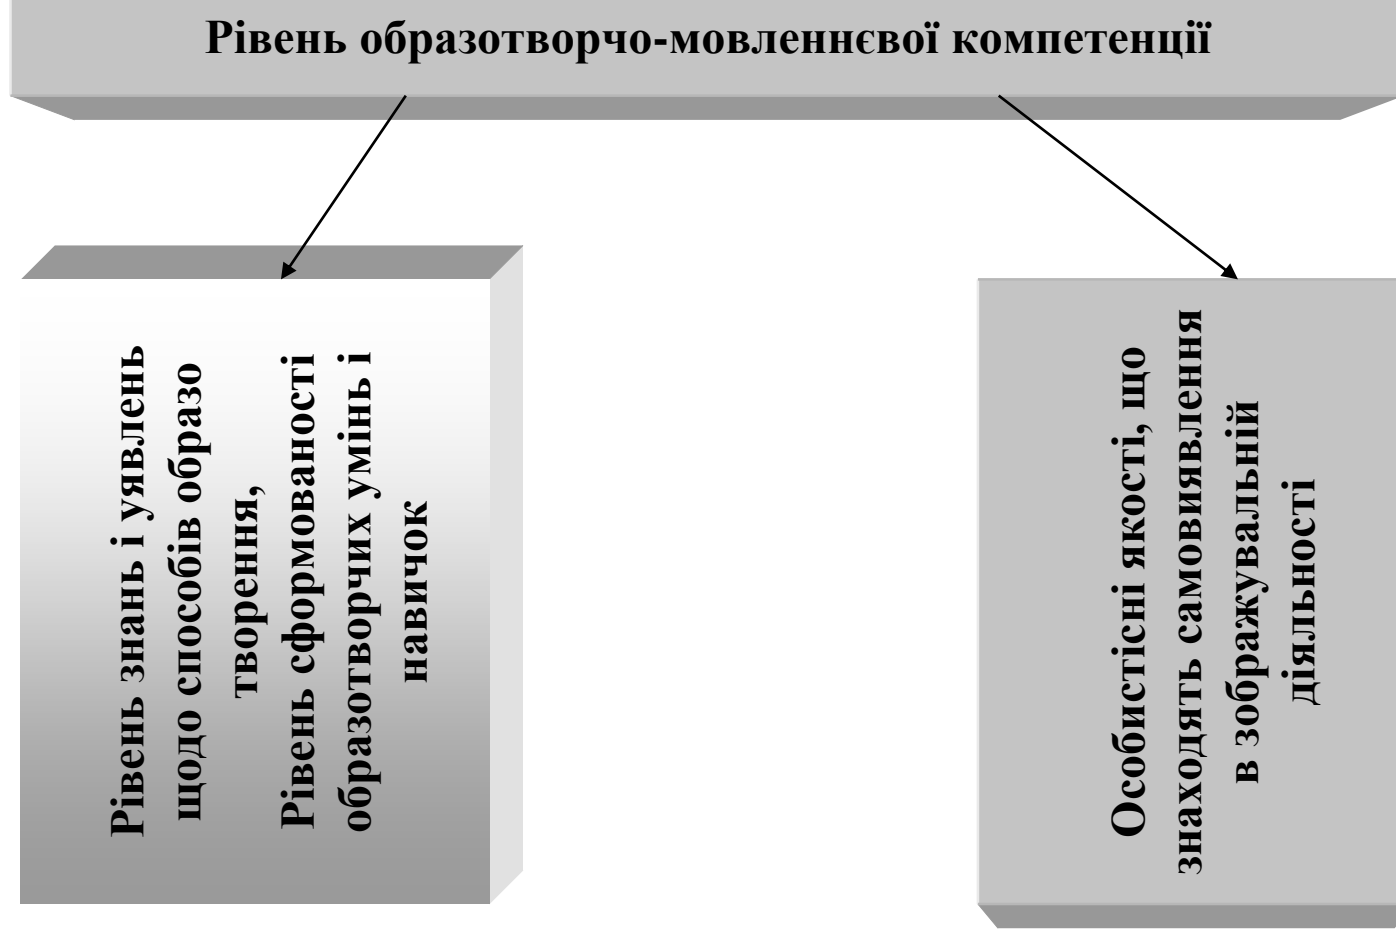 Рівень образотворчо-мовленнєвої компетенції
Рівень знань і уявлень
щодо способів образо
творення,
Рівень сформованості
образотворчих умінь і
навичок
Особистісні якості, що
знаходять самовиявлення
в зображувальній
діяльності